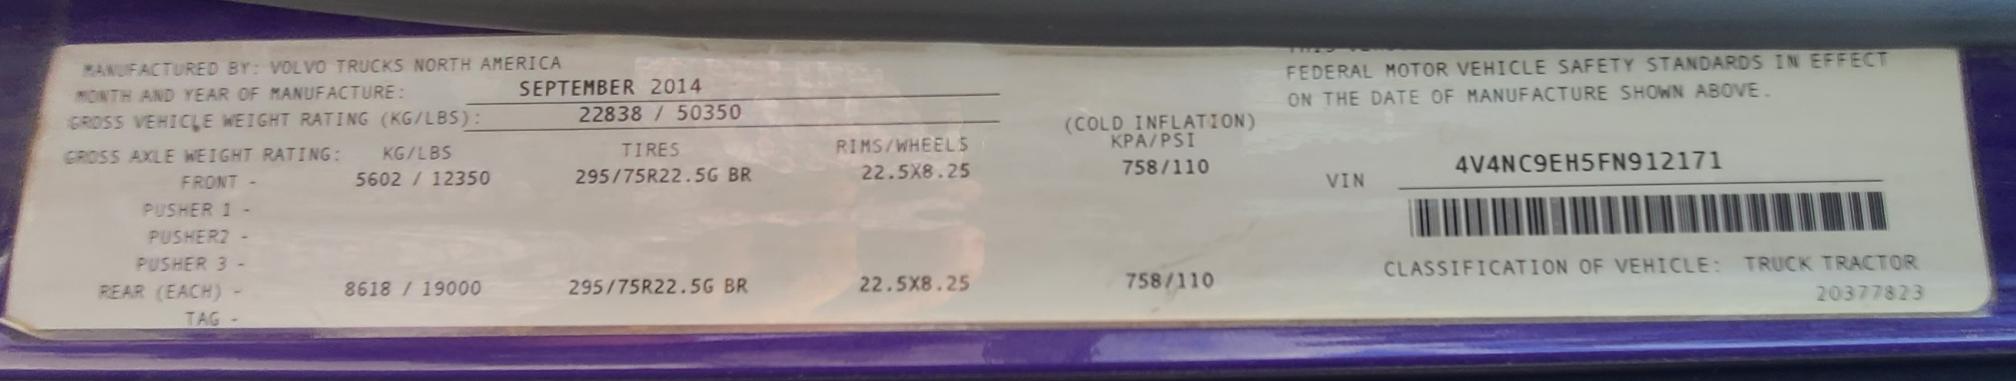 MANUFACTURED BY: VOLVO TRUCKS NORTH AMERICA
MONTH AND YEAR OF MANUFACTURE: SEPTEMBER 2014
GROSS VEHICLE WEIGHT RATING (KG/LBS): 22838 / 50350
GROSS AXLE WEIGHT RATING: KG/LBS TIRES RIMS/WHEELS (COLD INFLATION) KPA/PSI
FRONT - 5602 / 12350 295/75R22.5G BR 22.5X8.25 758/110
PUSHER 1 -
PUSHER2 -
PUSHER 3 -
REAR (EACH) - 8618 / 19000 295/75R22.5G BR 22.5X8.25 758/110
TAG -
FEDERAL MOTOR VEHICLE SAFETY STANDARDS IN EFFECT
ON THE DATE OF MANUFACTURE SHOWN ABOVE.
VIN 4V4NC9EH5FN912171
CLASSIFICATION OF VEHICLE: TRUCK TRACTOR
20377823